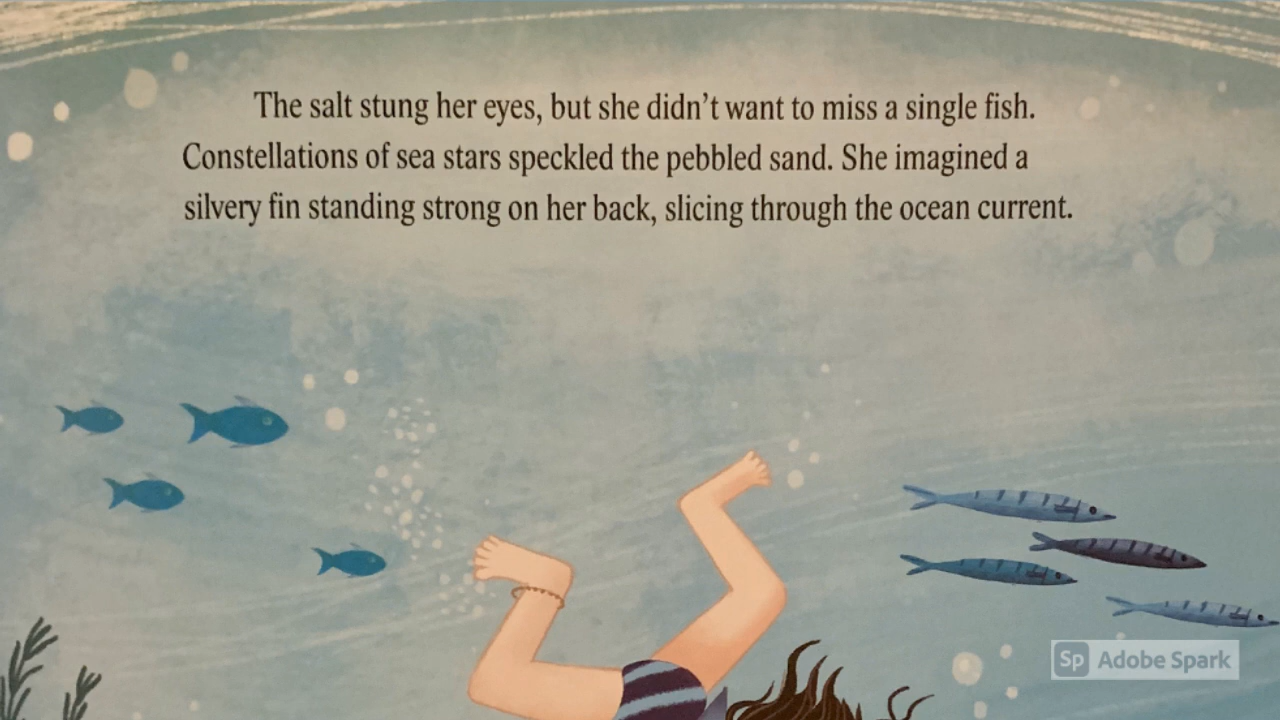 The salt stung her eyes, but she didn't want to miss a single fish.
Constellations of sea stars speckled the pebbled sand. She imagined a
silvery fin standing strong on her back, slicing through the ocean current.
Sp Adobe Spark